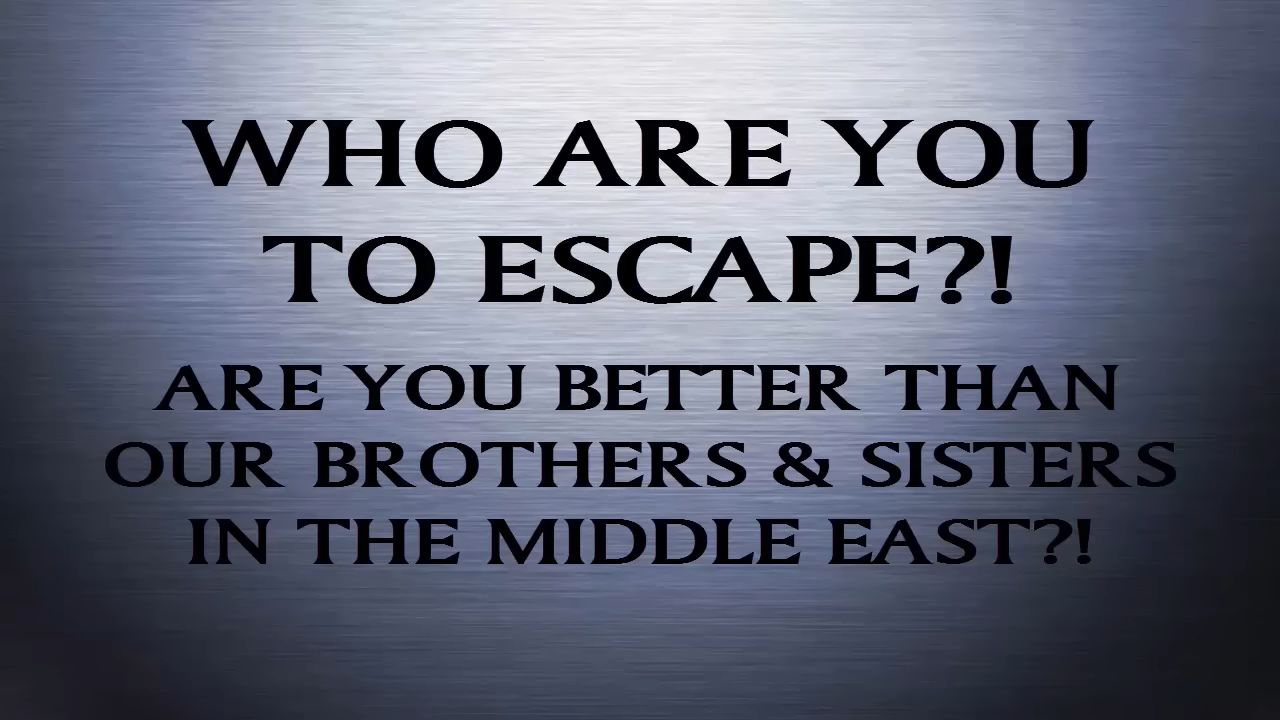 WHO ARE YOU
TO ESCAPE?!
ARE YOU BETTER THAN
OUR BROTHERS & SISTERS
IN THE MIDDLE EAST?!